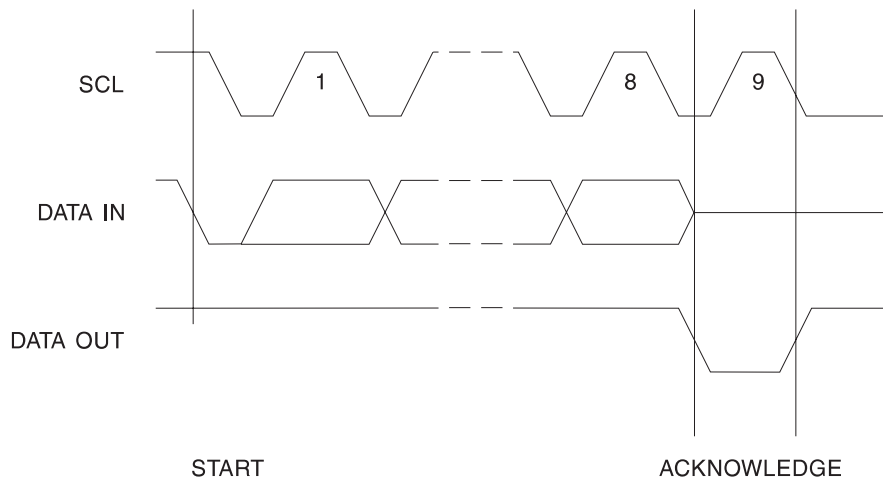 SCL
1
8
9
DATA IN
DATA OUT
START
ACKNOWLEDGE